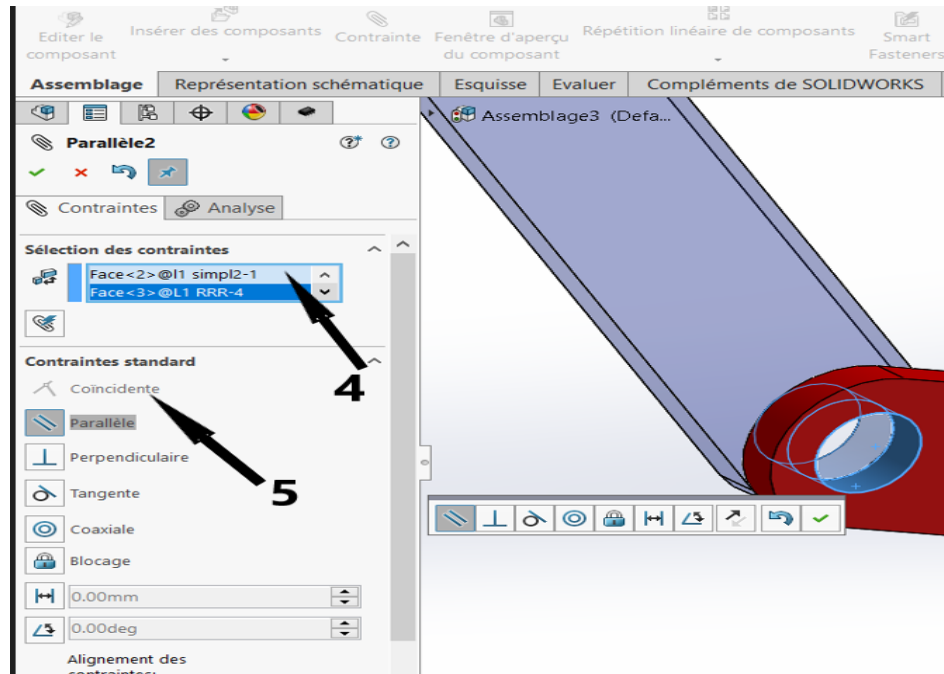 Editer le composant
Insérer des composants
Contrainte
Fenêtre d'aperçu du composant
Répétition linéaire de composants
Smart Fasteners
Assemblage
Représentation schématique
Esquisse
Evaluer
Compléments de SOLIDWORKS
Assemblage3 (Defa...
Parallèle2
Contraintes
Analyse
Sélection des contraintes
Face<2>@l1 simpl2-1
Face<3>@L1 RRR-4
4
Contraintes standard
Coïncidente
Parallèle
Perpendiculaire
5
Tangente
Coaxiale
Blocage
0.00mm
0.00deg
Alignement des
contraintes: